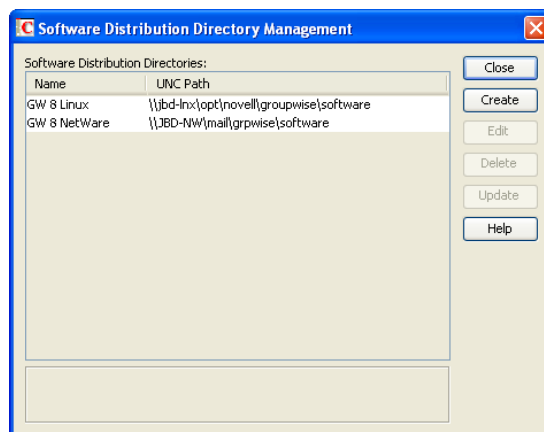 Software Distribution Directory Management
Software Distribution Directories:
Name UNC Path
GW 8 Linux \\jbd-lnx\opt\novell\groupwise\software
GW 8 NetWare \\JBD-NW\mail\grpwise\software
Close
Create
Edit
Delete
Update
Help